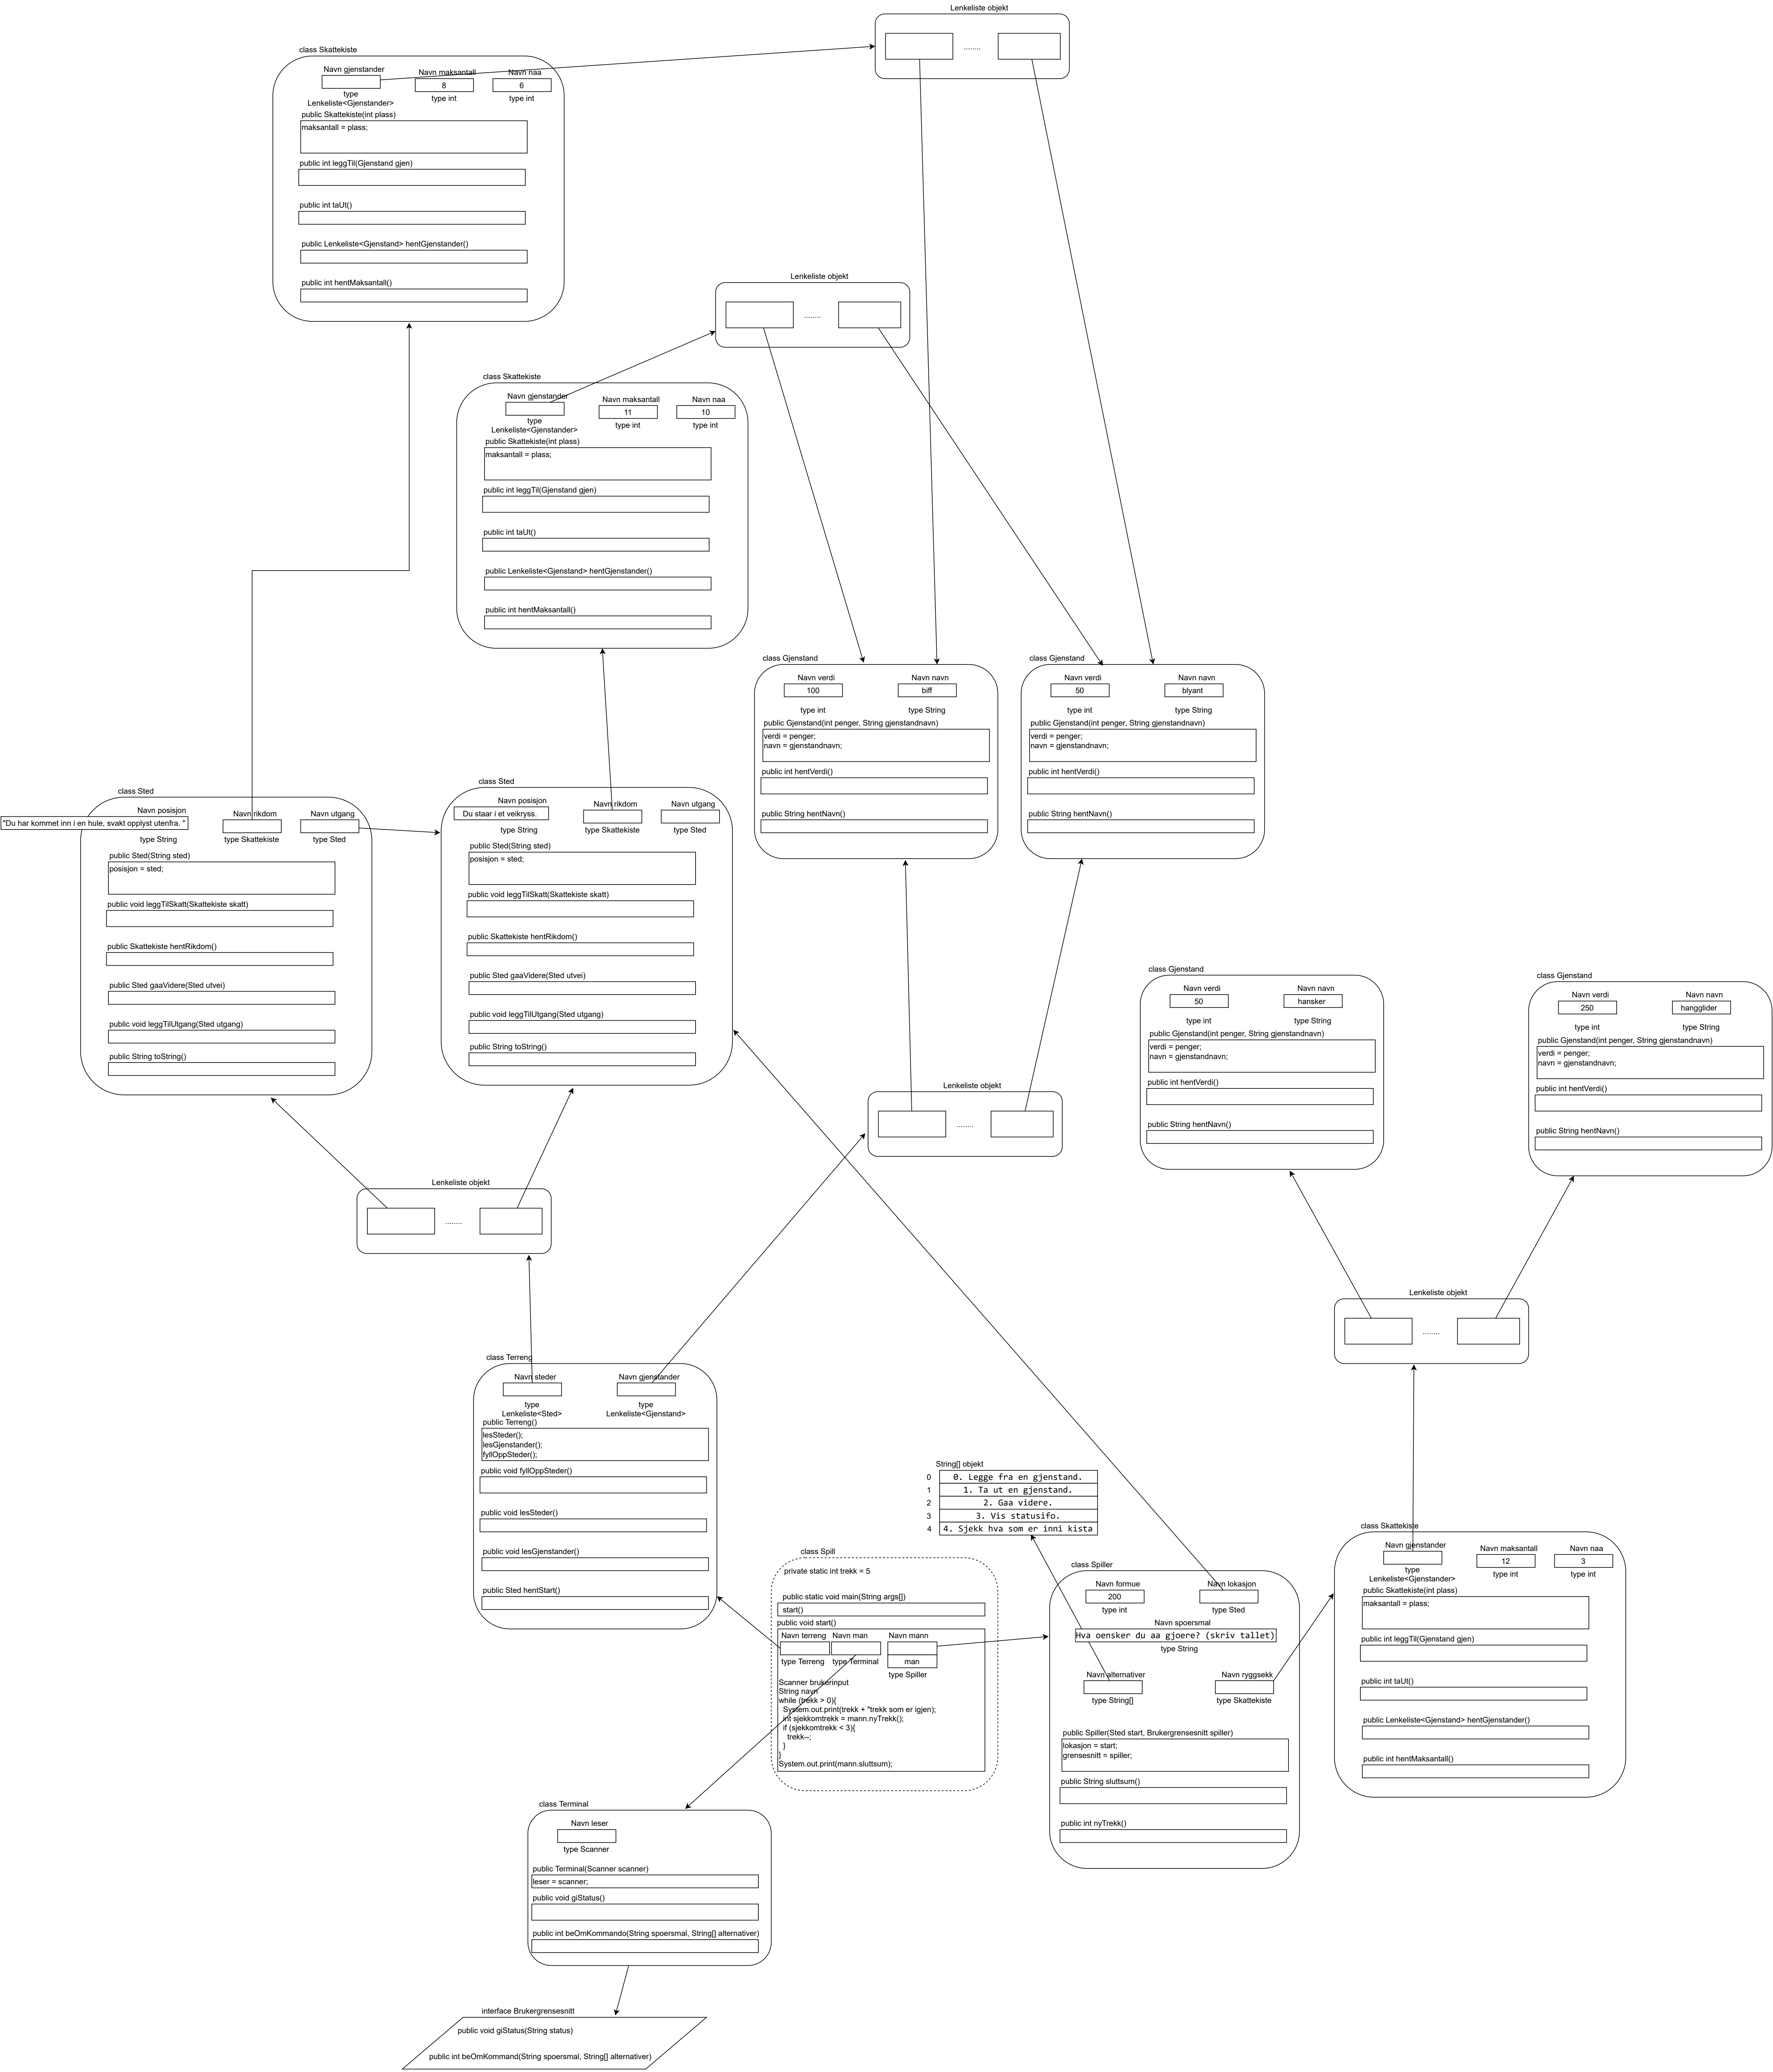 Lenkeliste objekt
........
class Skattekiste
Navn gjenstander
Navn maksantall
Navn naa
8
6
type
Lenkeliste<Gjenstander>
type int
type int
public Skattekiste(int plass)
maksantall = plass;
public int leggTil(Gjenstand gjen)
public int taUt()
public Lenkeliste<Gjenstand> hentGjenstander()
public int hentMaksantall()
Lenkeliste objekt
........
class Skattekiste
Navn gjenstander
Navn maksantall
Navn naa
11
10
type
Lenkeliste<Gjenstander>
type int
type int
public Skattekiste(int plass)
maksantall = plass;
public int leggTil(Gjenstand gjen)
public int taUt()
public Lenkeliste<Gjenstand> hentGjenstander()
public int hentMaksantall()
class Gjenstand
Navn verdi
Navn navn
100
biff
type int
type String
public Gjenstand(int penger, String gjenstandnavn)
verdi = penger;
navn = gjenstandnavn;
public int hentVerdi()
public String hentNavn()
class Gjenstand
Navn verdi
Navn navn
50
blyant
type int
type String
public Gjenstand(int penger, String gjenstandnavn)
verdi = penger;
navn = gjenstandnavn;
public int hentVerdi()
public String hentNavn()
class Sted
Navn posisjon
Navn rikdom
Navn utgang
"Du har kommet inn i en hule, svakt opplyst utenfra. "
type String
type Skattekiste
type Sted
public Sted(String sted)
posisjon = sted;
public void leggTilSkatt(Skattekiste skatt)
public Skattekiste hentRikdom()
public Sted gaaVidere(Sted utvei)
public void leggTilUtgang(Sted utgang)
public String toString()
class Sted
Navn posisjon
Navn rikdom
Navn utgang
Du staar i et veikryss.
type String
type Skattekiste
type Sted
public Sted(String sted)
posisjon = sted;
public void leggTilSkatt(Skattekiste skatt)
public Skattekiste hentRikdom()
public Sted gaaVidere(Sted utvei)
public void leggTilUtgang(Sted utgang)
public String toString()
class Gjenstand
Navn verdi
Navn navn
50
hansker
type int
type String
public Gjenstand(int penger, String gjenstandnavn)
verdi = penger;
navn = gjenstandnavn;
public int hentVerdi()
public String hentNavn()
class Gjenstand
Navn verdi
Navn navn
250
hangglider
type int
type String
public Gjenstand(int penger, String gjenstandnavn)
verdi = penger;
navn = gjenstandnavn;
public int hentVerdi()
public String hentNavn()
Lenkeliste objekt
........
Lenkeliste objekt
........
Lenkeliste objekt
........
class Terreng
Navn steder
Navn gjenstander
type
Lenkeliste<Sted>
type
Lenkeliste<Gjenstand>
public Terreng()
lesSteder();
lesGjenstander();
fyllOppSteder();
public void fyllOppSteder()
public void lesSteder()
public void lesGjenstander()
public Sted hentStart()
String[] objekt
0 0. Legge fra en gjenstand.
1 1. Ta ut en gjenstand.
2 2. Gaa videre.
3 3. Vis statusifo.
4 4. Sjekk hva som er inni kista
class Spill
private static int trekk = 5
public static void main(String args[])
start()
public void start()
Navn terreng
Navn man
Navn mann
man
type Terreng
type Terminal
type Spiller
Scanner brukerinput
String navn
while (trekk > 0){
System.out.print(trekk + "trekk som er igjen);
int sjekkomtrekk = mann.nyTrekk();
if (sjekkomtrekk < 3){
trekk--;
}
}
System.out.print(mann.sluttsum);
class Spiller
Navn formue
Navn lokasjon
200
type int
type Sted
Navn spoersmal
Hva oensker du aa gjoere? (skriv tallet)
type String
Navn alternativer
Navn ryggsekk
type String[]
type Skattekiste
public Spiller(Sted start, Brukergrensesnitt spiller)
lokasjon = start;
grensesnitt = spiller;
public String sluttsum()
public int nyTrekk()
class Skattekiste
Navn gjenstander
Navn maksantall
Navn naa
12
3
type
Lenkeliste<Gjenstander>
type int
type int
public Skattekiste(int plass)
maksantall = plass;
public int leggTil(Gjenstand gjen)
public int taUt()
public Lenkeliste<Gjenstand> hentGjenstander()
public int hentMaksantall()
class Terminal
Navn leser
type Scanner
public Terminal(Scanner scanner)
leser = scanner;
public void giStatus()
public int beOmKommando(String spoersmal, String[] alternativer)
interface Brukergrensesnitt
public void giStatus(String status)
public int beOmKommand(String spoersmal, String[] alternativer)